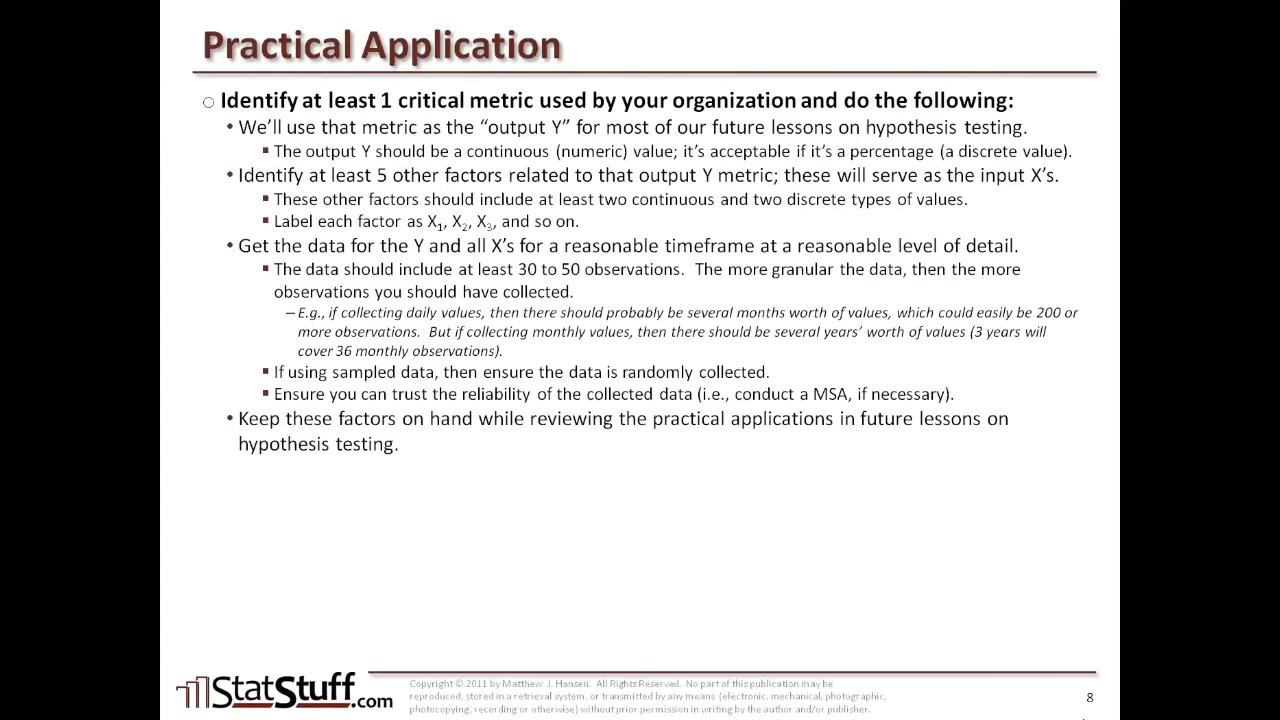 Practical Application
○ Identify at least 1 critical metric used by your organization and do the following:
• We'll use that metric as the “output Y” for most of our future lessons on hypothesis testing.
▪ The output Y should be a continuous (numeric) value; it's acceptable if it's a percentage (a discrete value).
• Identify at least 5 other factors related to that output Y metric; these will serve as the input X's.
▪ These other factors should include at least two continuous and two discrete types of values.
▪ Label each factor as X₁, X₂, X₃, and so on.
• Get the data for the Y and all X's for a reasonable timeframe at a reasonable level of detail.
▪ The data should include at least 30 to 50 observations.  The more granular the data, then the more
observations you should have collected.
– E.g., if collecting daily values, then there should probably be several months worth of values, which could easily be 200 or
more observations.  But if collecting monthly values, then there should be several years’ worth of values (3 years will
cover 36 monthly observations).
▪ If using sampled data, then ensure the data is randomly collected.
▪ Ensure you can trust the reliability of the collected data (i.e., conduct a MSA, if necessary).
• Keep these factors on hand while reviewing the practical applications in future lessons on
hypothesis testing.
StatStuff.com
Copyright © 2011 by Matthew J. Hansen.  All Rights Reserved.  No part of this publication may be
reproduced, stored in a retrieval system, or transmitted by any means (electronic, mechanical, photographic,
photocopying, recording or otherwise) without prior permission in writing by the author and/or publisher.
8